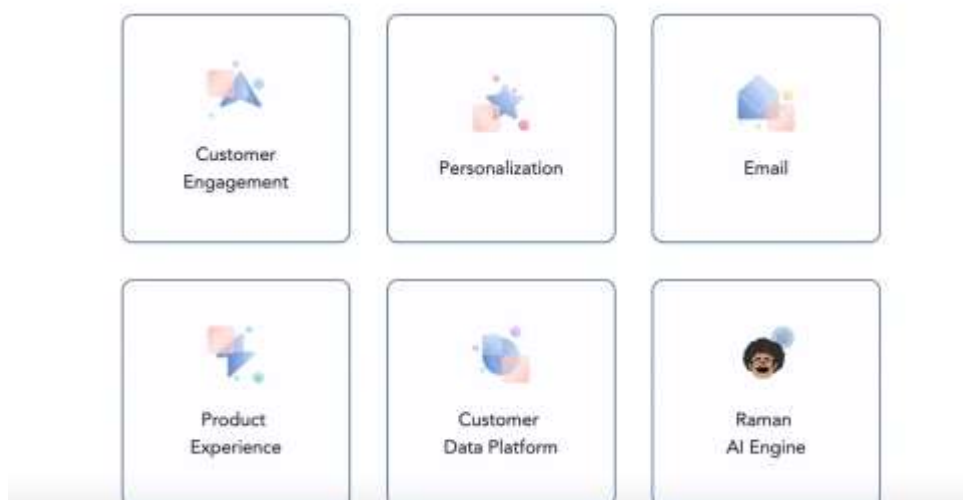 Customer
Engagement
Personalization
Email
Product
Experience
Customer
Data Platform
Raman
AI Engine